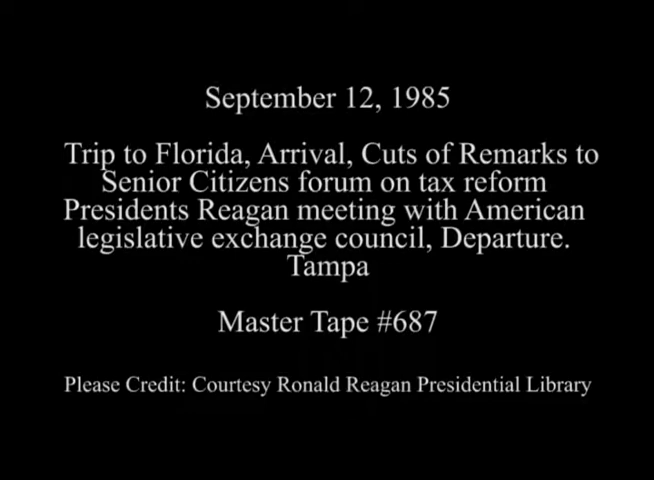 September 12, 1985
Trip to Florida, Arrival, Cuts of Remarks to
Senior Citizens forum on tax reform
Presidents Reagan meeting with American
legislative exchange council, Departure.
Tampa
Master Tape #687
Please Credit: Courtesy Ronald Reagan Presidential Library